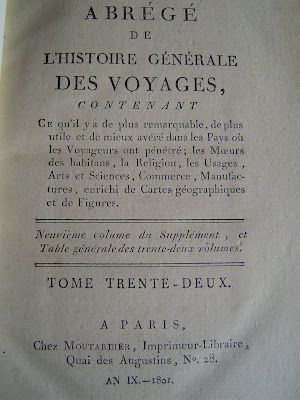 ABRÉGÉ
DE
L'HISTOIRE GÉNÉRALE
DES VOYAGES,
CONTENANT
CE qu'il y a de plus remarquable, de plus
utile et de mieux avéré dans les Pays où
les Voyageurs ont pénétré; les Mœurs
des habitans, la Religion, les Usages,
Arts et Sciences, Commerce, Manufac-
tures, enrichi de Cartes géographiques
et de Figures.
Neuvième volume du Supplément, et
Table générale des trente-deux volumes.
TOME TRENTE-DEUX.
A PARIS,
Chez MOUTARDIER, Imprimeur-Libraire,
Quai des Augustins, No. 28.
AN IX.—1801.